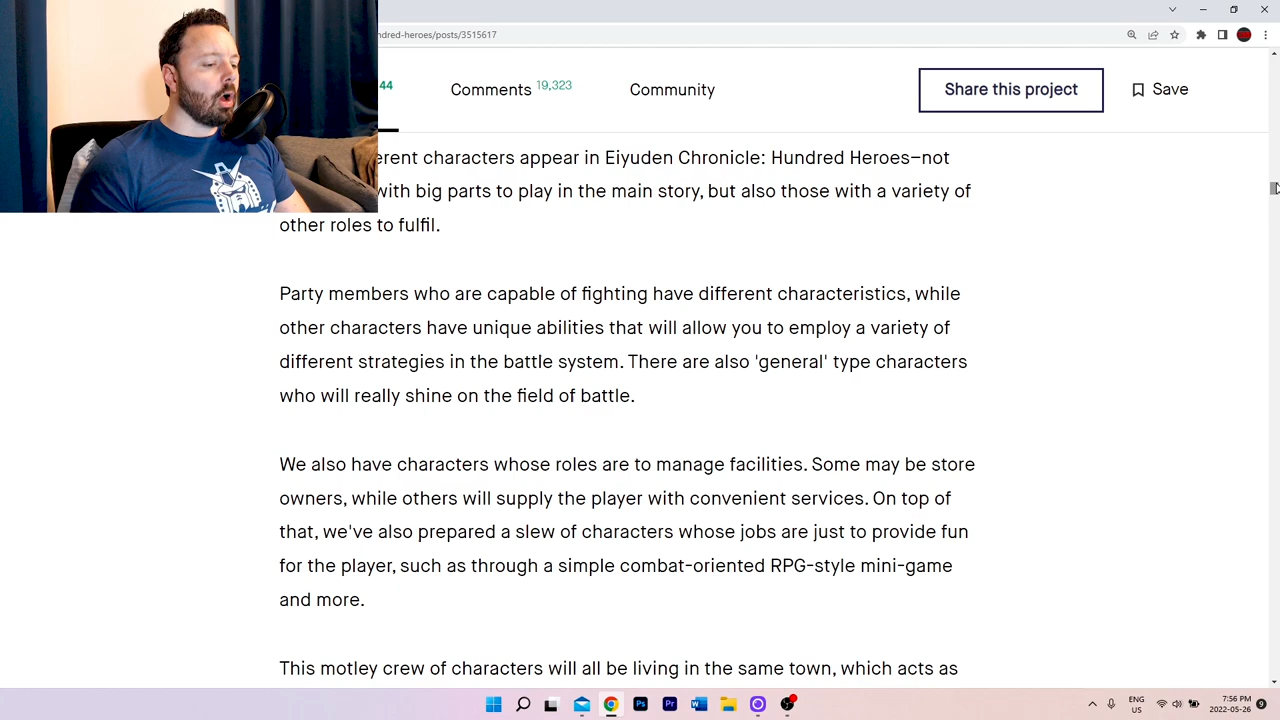 ndred-heroes/posts/3515617
44
Comments 19,323
Community
Share this project
Save
erent characters appear in Eiyuden Chronicle: Hundred Heroes–not
with big parts to play in the main story, but also those with a variety of
other roles to fulfil.
Party members who are capable of fighting have different characteristics, while
other characters have unique abilities that will allow you to employ a variety of
different strategies in the battle system. There are also 'general' type characters
who will really shine on the field of battle.
We also have characters whose roles are to manage facilities. Some may be store
owners, while others will supply the player with convenient services. On top of
that, we've also prepared a slew of characters whose jobs are just to provide fun
for the player, such as through a simple combat-oriented RPG-style mini-game
and more.
This motley crew of characters will all be living in the same town, which acts as
Ps
Pr
W
ENG
US
7:56 PM
2022-05-26
9